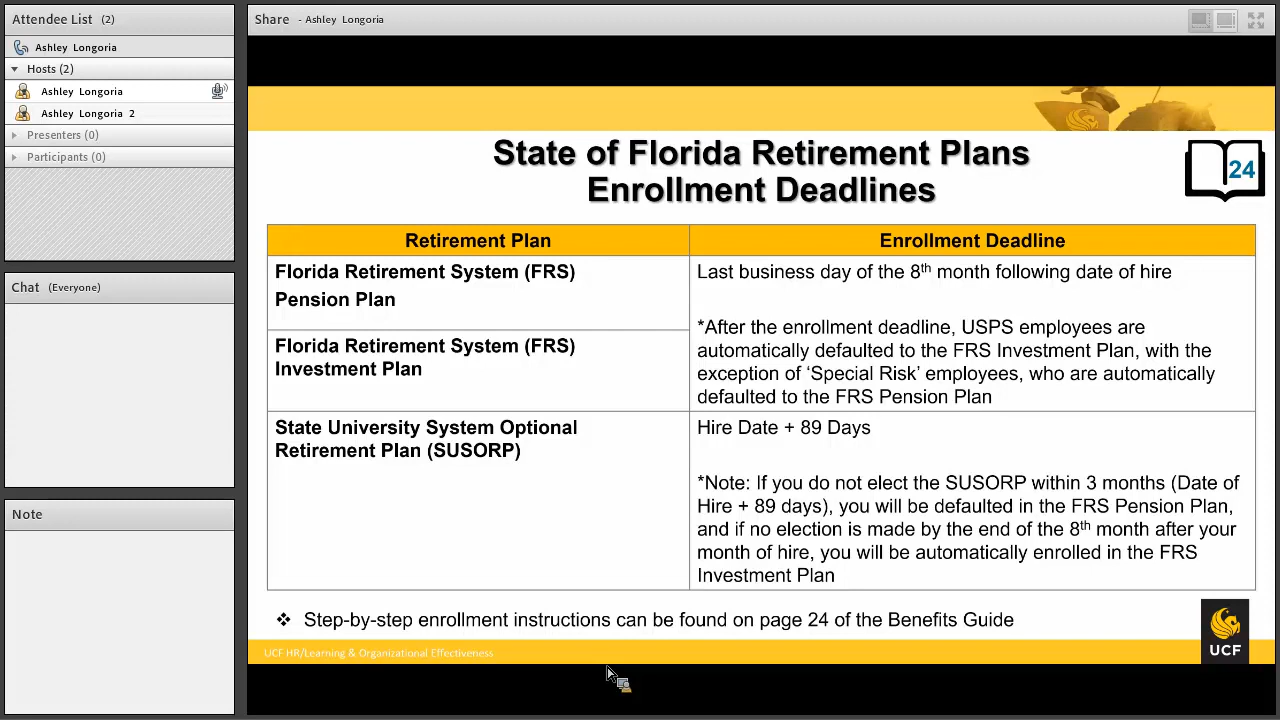 Attendee List (2)
Ashley Longoria
Hosts (2)
Ashley Longoria
Ashley Longoria 2
Presenters (0)
Participants (0)
Chat (Everyone)
Note
Share - Ashley Longoria
State of Florida Retirement Plans
Enrollment Deadlines
24
Retirement Plan
Enrollment Deadline
Florida Retirement System (FRS)
Pension Plan
Florida Retirement System (FRS)
Investment Plan
Last business day of the 8th month following date of hire
*After the enrollment deadline, USPS employees are
automatically defaulted to the FRS Investment Plan, with the
exception of ‘Special Risk’ employees, who are automatically
defaulted to the FRS Pension Plan
State University System Optional
Retirement Plan (SUSORP)
Hire Date + 89 Days
*Note: If you do not elect the SUSORP within 3 months (Date of
Hire + 89 days), you will be defaulted in the FRS Pension Plan,
and if no election is made by the end of the 8th month after your
month of hire, you will be automatically enrolled in the FRS
Investment Plan
❖ Step-by-step enrollment instructions can be found on page 24 of the Benefits Guide
UCF HR/Learning & Organizational Effectiveness
UCF